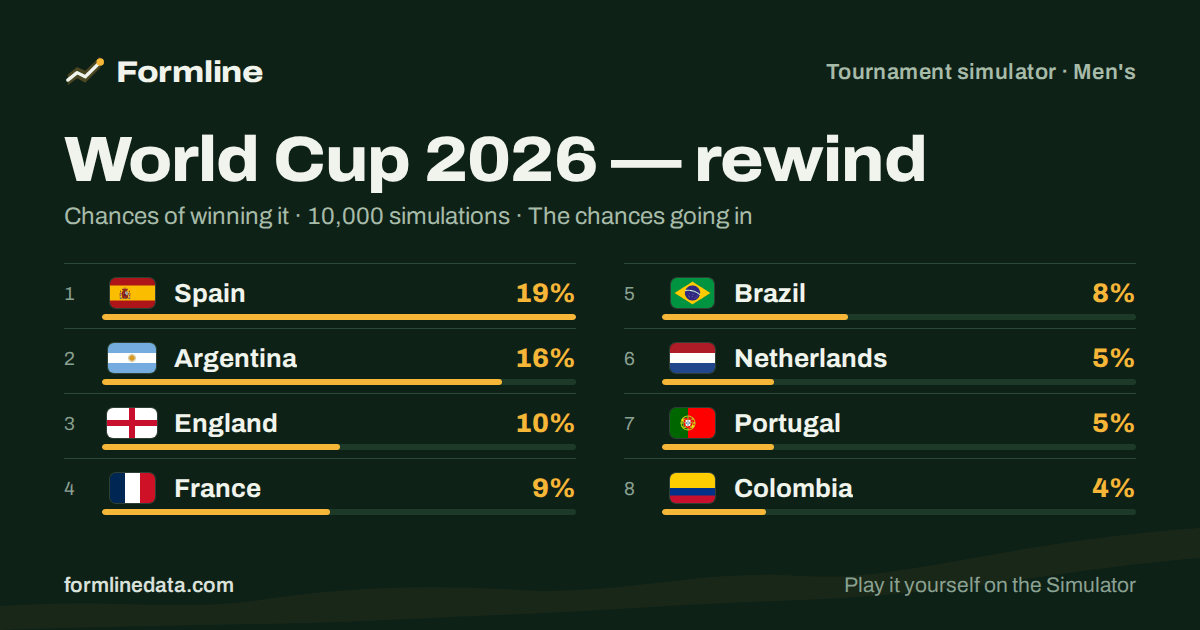 Formline
Tournament simulator · Men's
World Cup 2026 — rewind
Chances of winning it · 10,000 simulations · The chances going in
1 Spain 19%
2 Argentina 16%
3 England 10%
4 France 9%
5 Brazil 8%
6 Netherlands 5%
7 Portugal 5%
8 Colombia 4%
formlinedata.com
Play it yourself on the Simulator